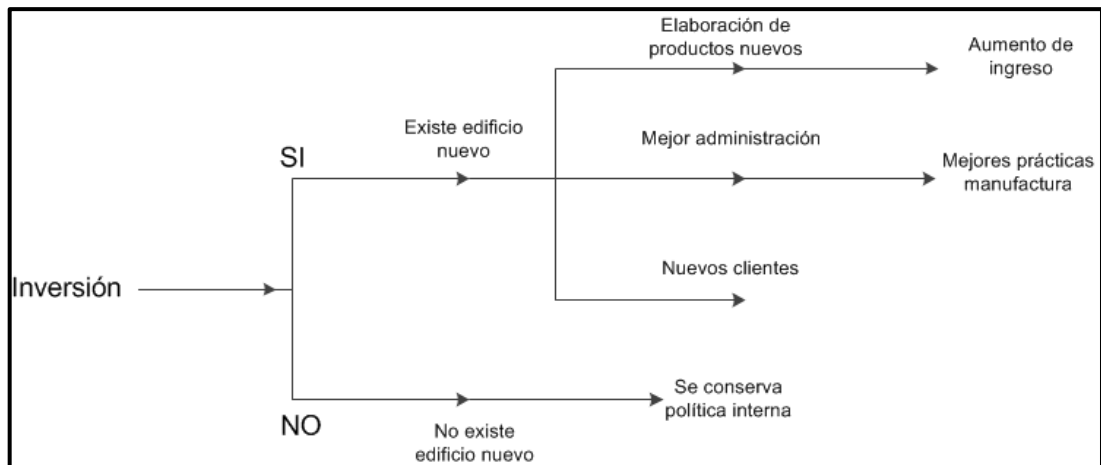 Elaboración de
productos nuevos
Aumento de
ingreso
Existe edificio
nuevo
Mejor administración
SI
Mejores prácticas
manufactura
Nuevos clientes
Inversión
Se conserva
política interna
NO
No existe
edificio nuevo